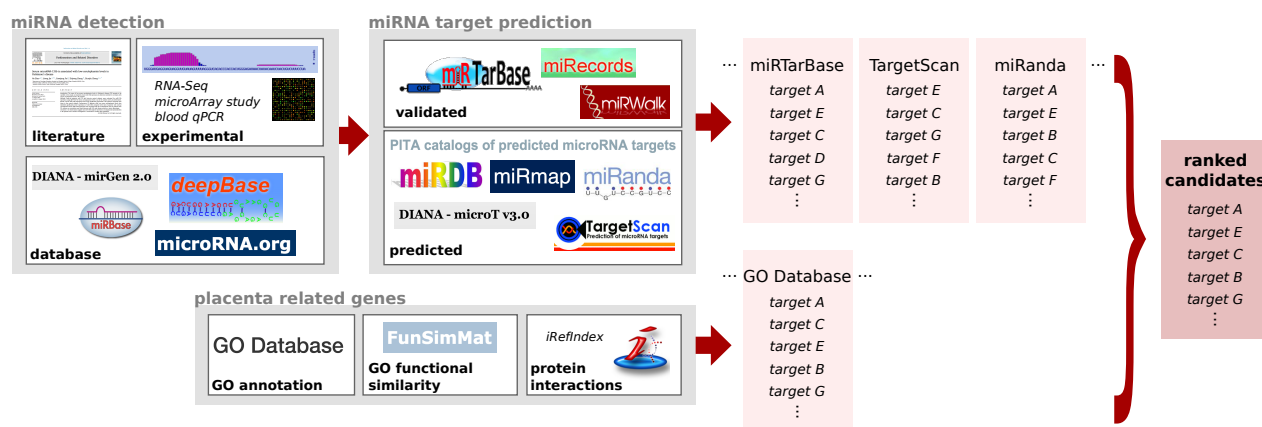 miRNA detection
literature
RNA-Seq
microArray study
blood qPCR
experimental
DIANA - mirGen 2.0
deepBase
miRBase
microRNA.org
database
miRNA target prediction
miRTarBase
ORF
AAAA
miRecords
miRWalk
validated
PITA catalogs of predicted microRNA targets
miRDB
miRmap
miRanda
UU GUCCGUCC
DIANA - microT v3.0
TargetScan
Prediction of microRNA targets
predicted
placenta related genes
GO Database
GO annotation
FunSimMat
GO functional
similarity
iRefIndex
protein
interactions
···
miRTarBase
target A
target E
target C
target D
target G
⋮
TargetScan
target E
target C
target G
target F
target B
⋮
miRanda
target A
target E
target B
target C
target F
⋮
···
··· GO Database ···
target A
target C
target E
target B
target G
⋮
ranked
candidates
target A
target E
target C
target B
target G
⋮